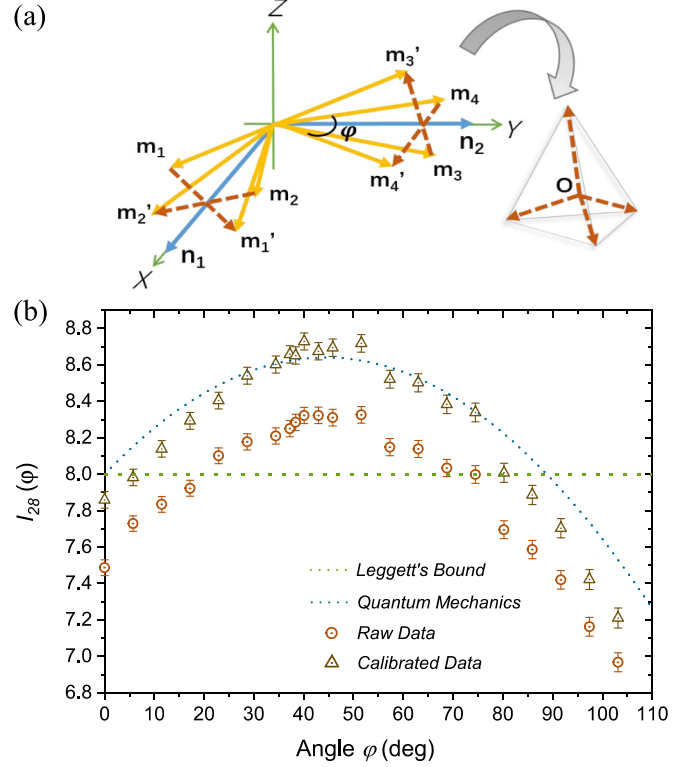 (a)
Z
m₃'
m₄
φ
Y
n₂
m₁
m₂
m₄'
m₃
O
m₂'
m₁'
n₁
X
(b)
8.8
8.6
8.4
8.2
8.0
7.8
7.6
7.4
7.2
7.0
6.8
I₂₈(φ)
Leggett's Bound
Quantum Mechanics
Raw Data
Calibrated Data
0 10 20 30 40 50 60 70 80 90 100 110
Angle φ (deg)